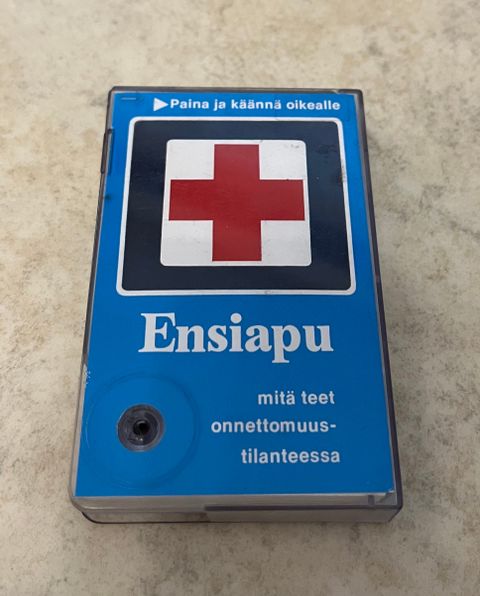 ▶Paina ja käännä oikealle
Ensiapu
mitä teet
onnettomuus-
tilanteessa